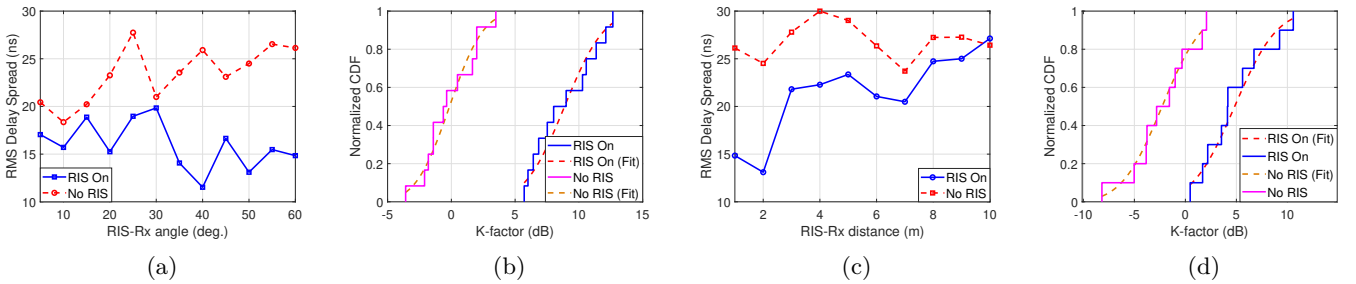 RMS Delay Spread (ns)
30
25
20
15
10
10
20
30
40
50
60
RIS-Rx angle (deg.)
RIS On
No RIS
(a)
Normalized CDF
1
0.8
0.6
0.4
0.2
0
-5
0
5
10
15
K-factor (dB)
RIS On
RIS On (Fit)
No RIS
No RIS (Fit)
(b)
RMS Delay Spread (ns)
30
25
20
15
10
2
4
6
8
10
RIS-Rx distance (m)
RIS On
No RIS
(c)
Normalized CDF
1
0.8
0.6
0.4
0.2
0
-10
-5
0
5
10
K-factor (dB)
RIS On (Fit)
RIS On
No RIS (Fit)
No RIS
(d)